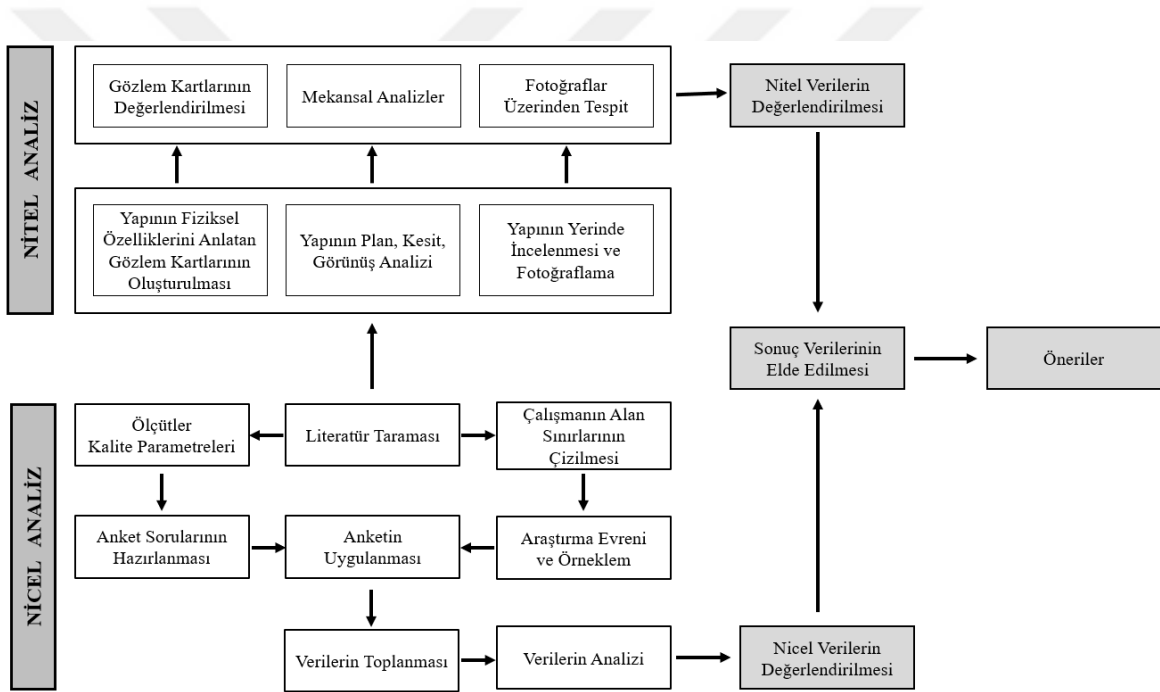 NİTEL ANALİZ
Gözlem Kartlarının
Değerlendirilmesi
Mekansal Analizler
Fotoğraflar
Üzerinden Tespit
Nitel Verilerin
Değerlendirilmesi
Yapının Fiziksel
Özelliklerini Anlatan
Gözlem Kartlarının
Oluşturulması
Yapının Plan, Kesit,
Görünüş Analizi
Yapının Yerinde
İncelenmesi ve
Fotoğraflama
Sonuç Verilerinin
Elde Edilmesi
Öneriler
NİCEL ANALİZ
Ölçütler
Kalite Parametreleri
Literatür Taraması
Çalışmanın Alan
Sınırlarının
Çizilmesi
Anket Sorularının
Hazırlanması
Anketin
Uygulanması
Araştırma Evreni
ve Örneklem
Verilerin Toplanması
Verilerin Analizi
Nicel Verilerin
Değerlendirilmesi